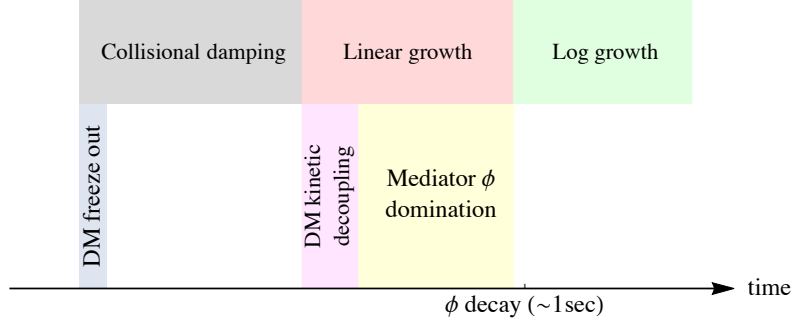 Collisional damping
Linear growth
Log growth
DM freeze out
DM kinetic
decoupling
Mediator ϕ
domination
time
ϕ decay (~1sec)